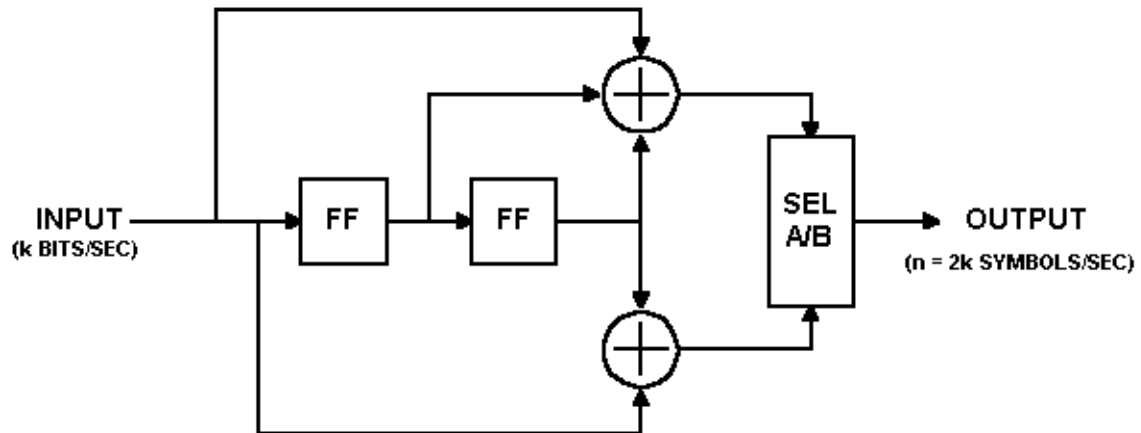 INPUT
(k BITS/SEC)
FF
FF
SEL
A/B
OUTPUT
(n = 2k SYMBOLS/SEC)